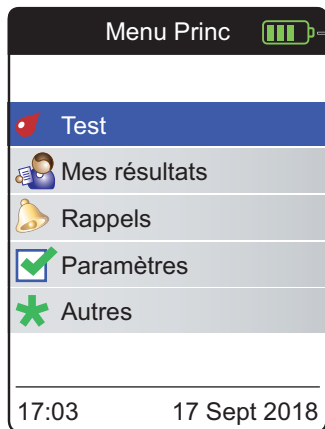 Menu Princ
Test
Mes résultats
Rappels
Paramètres
Autres
17:03 17 Sept 2018